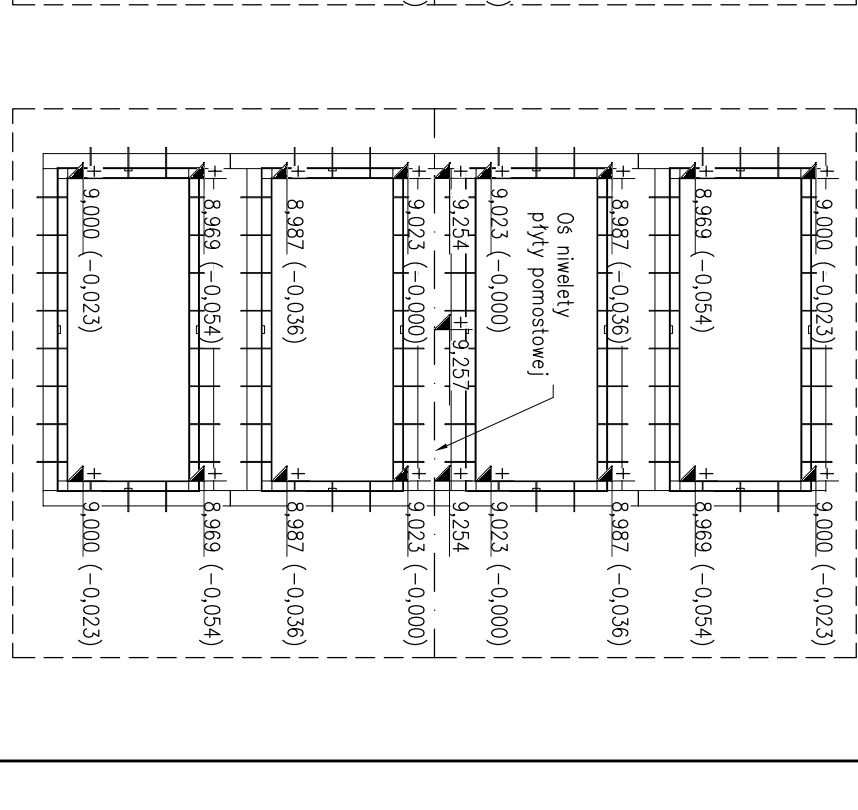 + 9,000 (-0,023)
+ 8,969 (-0,054)
+ 8,987 (-0,036)
+ 9,023 (-0,000)
+ 9,254
+ 9,023 (-0,000)
+ 8,987 (-0,036)
+ 8,969 (-0,054)
+ 9,000 (-0,023)
Oś niwelety
płyty pomostowej
+ 9,257
+ 9,000 (-0,023)
+ 8,969 (-0,054)
+ 8,987 (-0,036)
+ 9,023 (-0,000)
+ 9,254
+ 9,023 (-0,000)
+ 8,987 (-0,036)
+ 8,969 (-0,054)
+ 9,000 (-0,023)